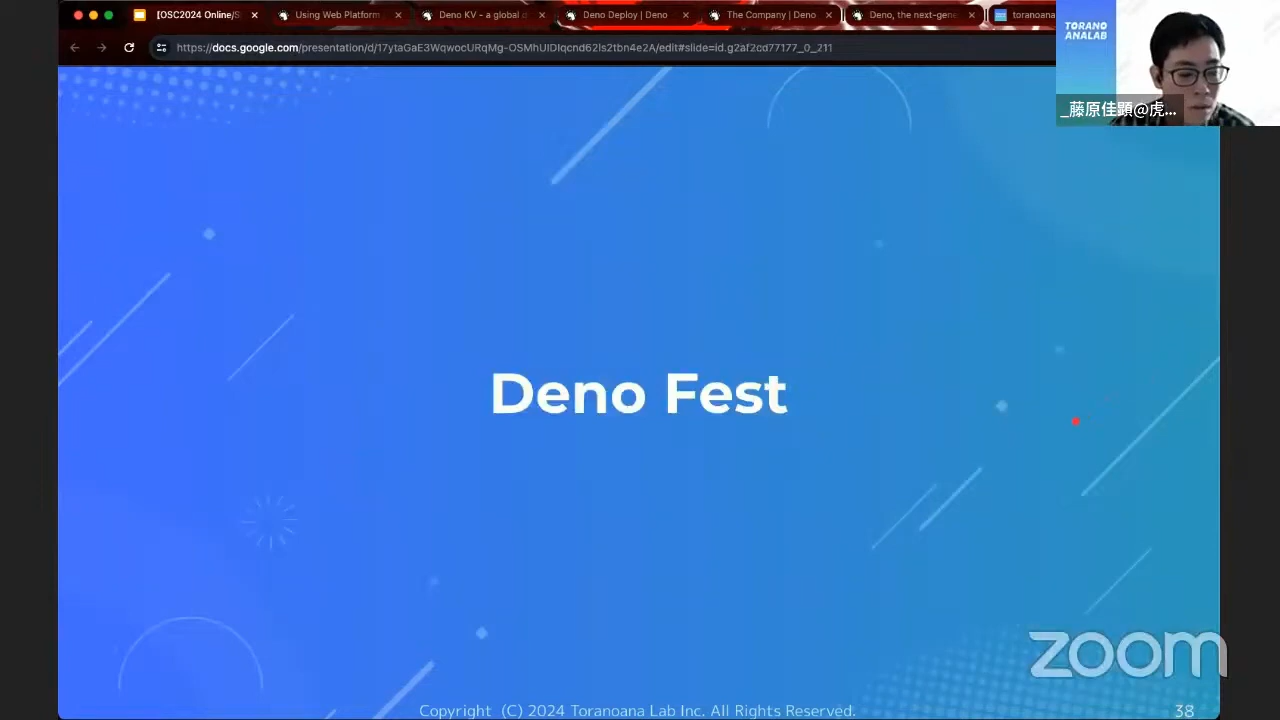 [OSC2024 Online/S
Using Web Platform
Deno KV - a global q
Deno Deploy | Deno
The Company | Deno
Deno, the next-gene
toranoana
https://docs.google.com/presentation/d/17ytaGaE3WqwocURqMg-OSMhUIDIqcnd62ls2tbn4e2A/edit#slide=id.g2af2cd77177_0_211
TORANO
ANALAB
_藤原佳顕@虎...
Deno Fest
zoom
Copyright (C) 2024 Toranoana Lab Inc. All Rights Reserved.
38